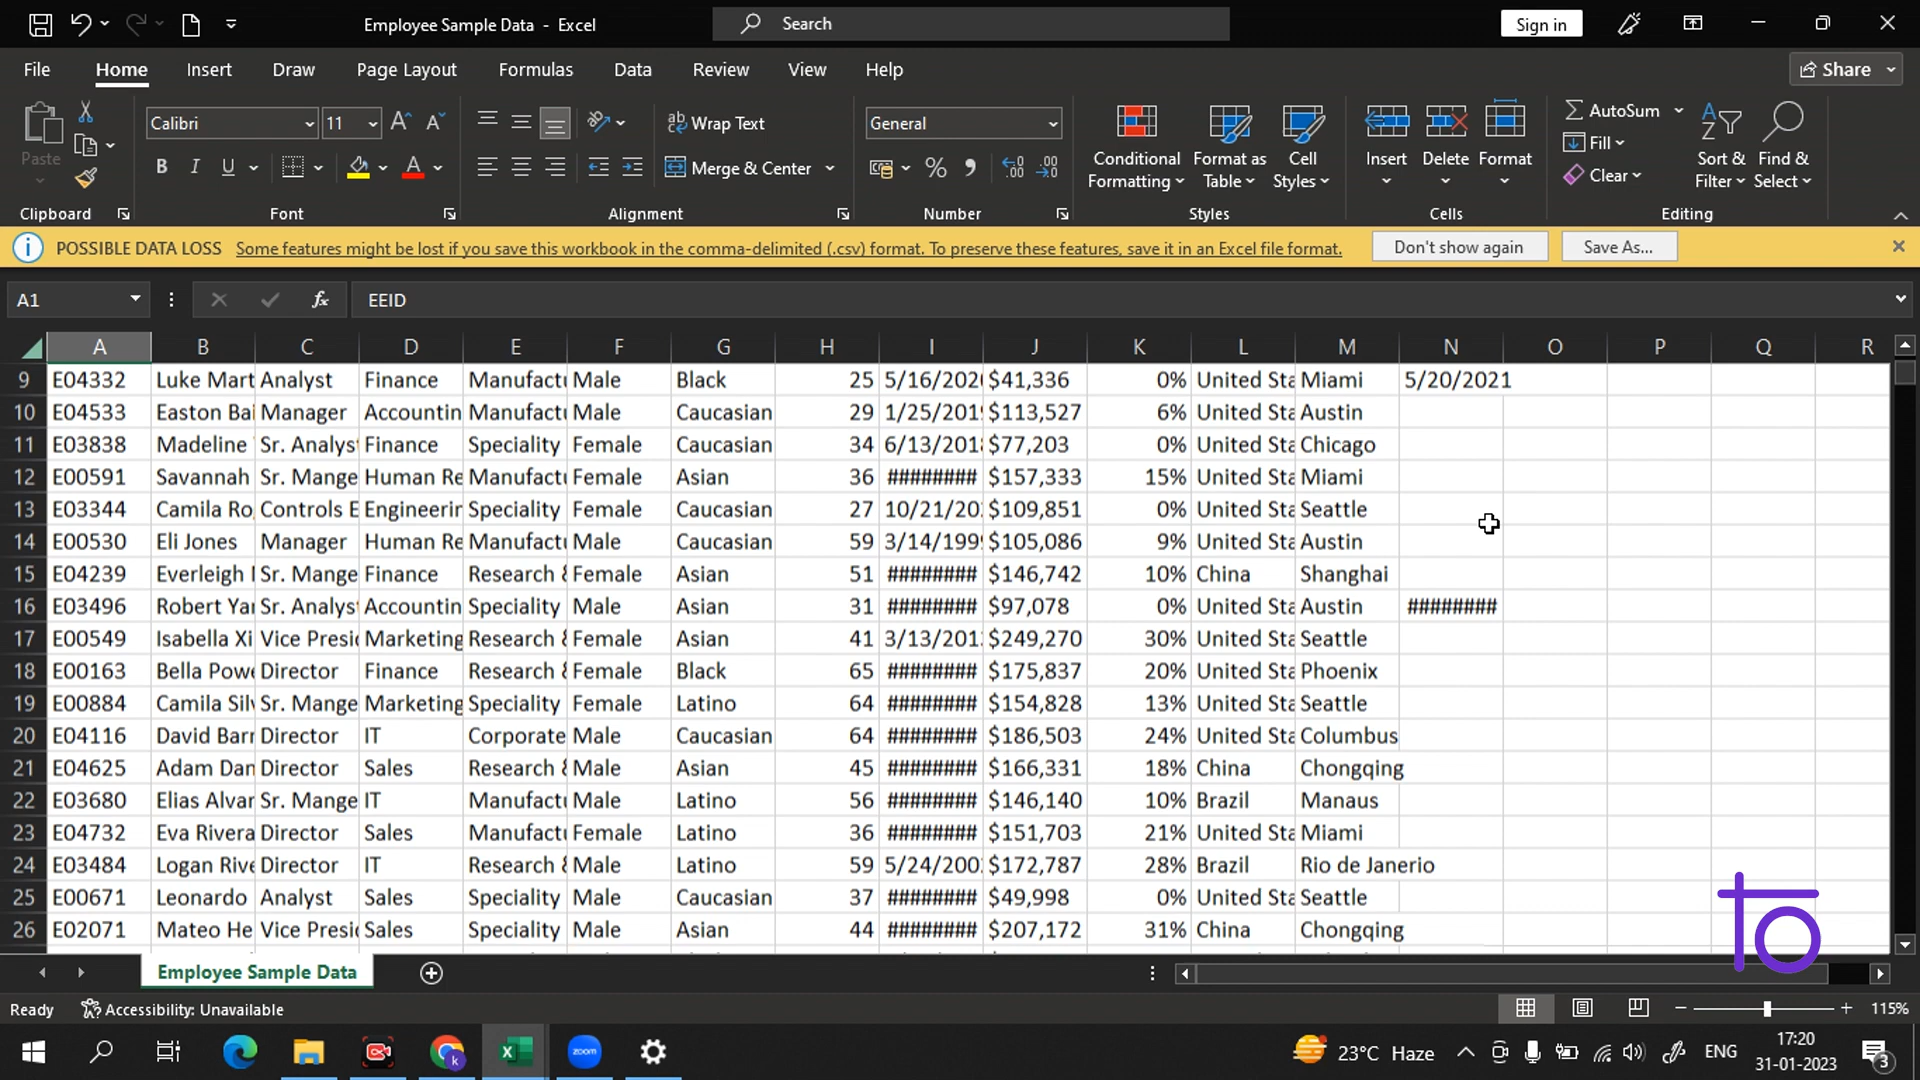 Employee Sample Data - Excel
Search
Sign in
File Home Insert Draw Page Layout Formulas Data Review View Help
Share
Paste
Calibri 11
Wrap Text
General
Merge & Center
Conditional Formatting
Format as Table
Cell Styles
Insert Delete Format
AutoSum
Fill
Clear
Sort & Filter
Find & Select
Clipboard Font Alignment Number Styles Cells Editing
POSSIBLE DATA LOSS Some features might be lost if you save this workbook in the comma-delimited (.csv) format. To preserve these features, save it in an Excel file format. Don't show again Save As...
A1 fx EEID
A B C D E F G H I J K L M N O P Q R
9 E04332 Luke Mart Analyst Finance Manufactu Male Black 25 5/16/2020 $41,336 0% United Sta Miami 5/20/2021
10 E04533 Easton Bai Manager Accountin Manufactu Male Caucasian 29 1/25/2019 $113,527 6% United Sta Austin
11 E03838 Madeline Sr. Analyst Finance Speciality Female Caucasian 34 6/13/2018 $77,203 0% United Sta Chicago
12 E00591 Savannah Sr. Mange Human Re Manufactu Female Asian 36 ######## $157,333 15% United Sta Miami
13 E03344 Camila Ro Controls E Engineerin Speciality Female Caucasian 27 10/21/20 $109,851 0% United Sta Seattle
14 E00530 Eli Jones Manager Human Re Manufactu Male Caucasian 59 3/14/1999 $105,086 9% United Sta Austin
15 E04239 Everleigh Sr. Mange Finance Research & Female Asian 51 ######## $146,742 10% China Shanghai
16 E03496 Robert Yan Sr. Analyst Accountin Speciality Male Asian 31 ######## $97,078 0% United Sta Austin ########
17 E00549 Isabella Xi Vice Presid Marketing Research & Female Asian 41 3/13/201 $249,270 30% United Sta Seattle
18 E00163 Bella Powe Director Finance Research & Female Black 65 ######## $175,837 20% United Sta Phoenix
19 E00884 Camila Silv Sr. Mange Marketing Speciality Female Latino 64 ######## $154,828 13% United Sta Seattle
20 E04116 David Barr Director IT Corporate Male Caucasian 64 ######## $186,503 24% United Sta Columbus
21 E04625 Adam Dan Director Sales Research & Male Asian 45 ######## $166,331 18% China Chongqing
22 E03680 Elias Alvar Sr. Mange IT Manufactu Male Latino 56 ######## $146,140 10% Brazil Manaus
23 E04732 Eva Rivera Director Sales Manufactu Female Latino 36 ######## $151,703 21% United Sta Miami
24 E03484 Logan Rive Director IT Research & Male Latino 59 5/24/200 $172,787 28% Brazil Rio de Janerio
25 E00671 Leonardo Analyst Sales Speciality Male Caucasian 37 ######## $49,998 0% United Sta Seattle
26 E02071 Mateo He Vice Presid Sales Speciality Male Asian 44 ######## $207,172 31% China Chongqing
to
Employee Sample Data
Ready Accessibility: Unavailable 115%
zoom
23°C Haze ENG 17:20
31-01-2023 3